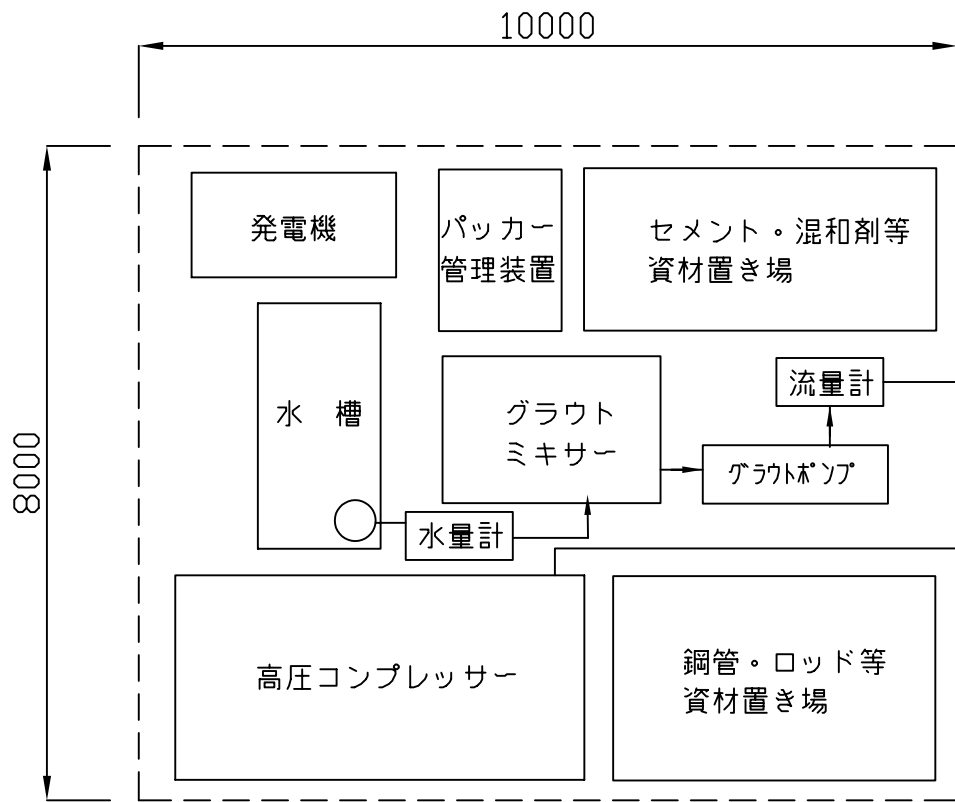 10000
8000
発電機
パッカー
管理装置
セメント・混和剤等
資材置き場
水 槽
グラウト
ミキサー
流量計
グラウトポンプ
水量計
高圧コンプレッサー
鋼管・ロッド等
資材置き場